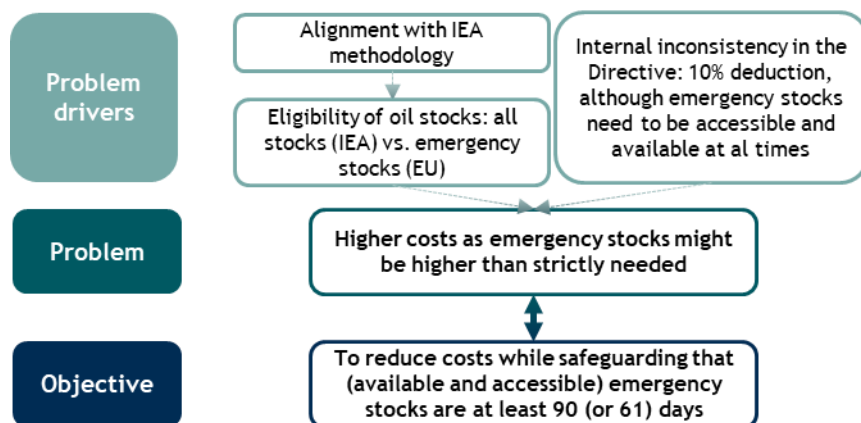 Problem
drivers
Alignment with IEA
methodology
Eligibility of oil stocks: all
stocks (IEA) vs. emergency
stocks (EU)
Internal inconsistency in the
Directive: 10% deduction,
although emergency stocks
need to be accessible and
available at al times
Problem
Higher costs as emergency stocks might
be higher than strictly needed
Objective
To reduce costs while safeguarding that
(available and accessible) emergency
stocks are at least 90 (or 61) days